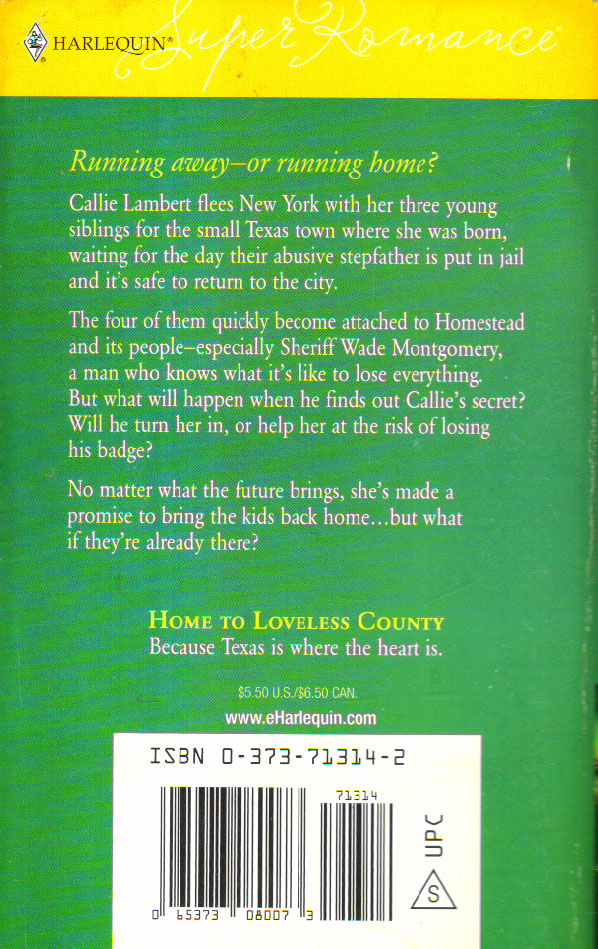 HARLEQUIN® Super Romance®
Running away–or running home?
Callie Lambert flees New York with her three young
siblings for the small Texas town where she was born,
waiting for the day their abusive stepfather is put in jail
and it's safe to return to the city.
The four of them quickly become attached to Homestead
and its people–especially Sheriff Wade Montgomery,
a man who knows what it's like to lose everything.
But what will happen when he finds out Callie's secret?
Will he turn her in, or help her at the risk of losing
his badge?
No matter what the future brings, she's made a
promise to bring the kids back home...but what
if they're already there?
HOME TO LOVELESS COUNTY
Because Texas is where the heart is.
$5.50 U.S./$6.50 CAN.
www.eHarlequin.com
ISBN 0-373-71314-2
71314
UPC
S
0 65373 08007 3